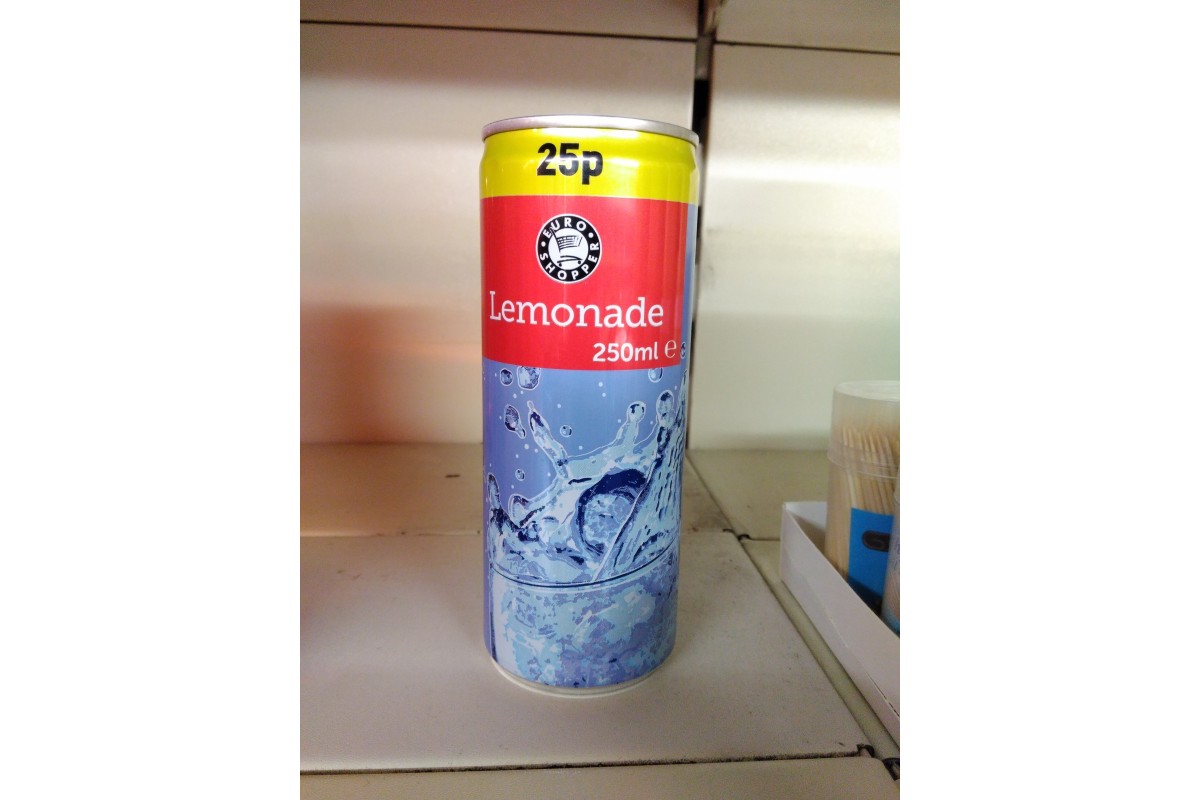 25p
EURO
SHOPPER
Lemonade
250ml ℮